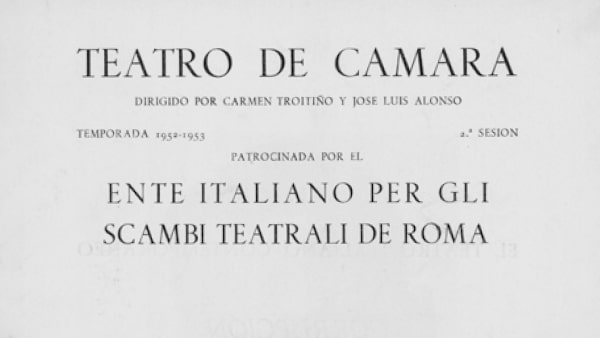 TEATRO DE CAMARA
DIRIGIDO POR CARMEN TROITIÑO Y JOSE LUIS ALONSO
TEMPORADA 1952-1953 2.ª SESION
PATROCINADA POR EL
ENTE ITALIANO PER GLI
SCAMBI TEATRALI DE ROMA